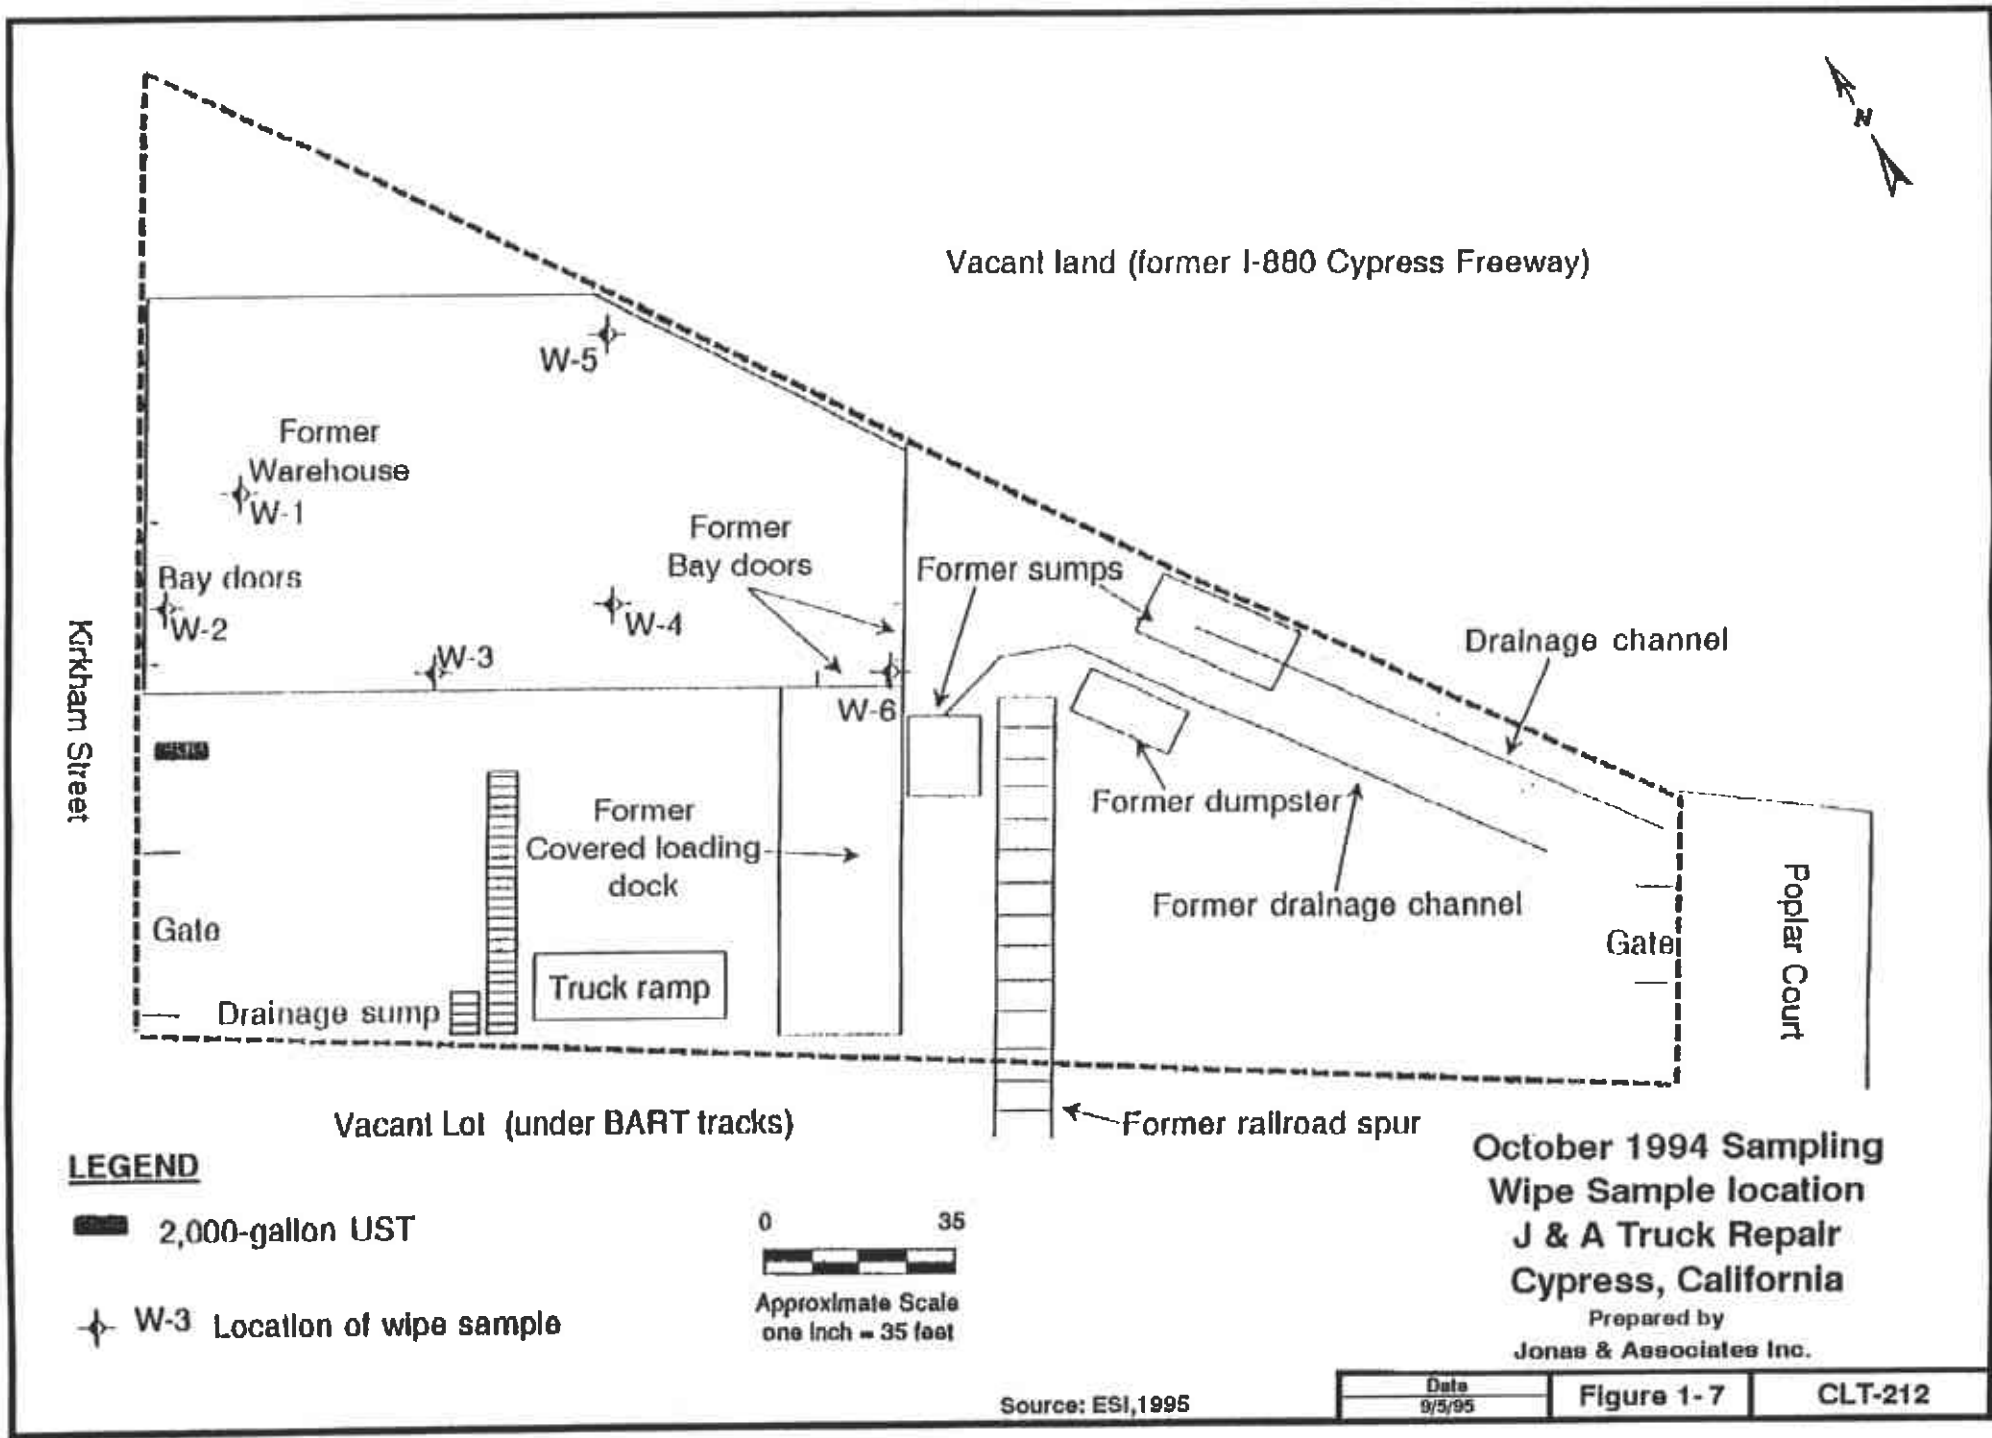 N
Vacant land (former I-880 Cypress Freeway)
W-5
Former
Warehouse
W-1
Former
Bay doors
Former sumps
Bay doors
W-2
W-4
Drainage channel
W-3
W-6
Kirkham Street
Former dumpster
Former
Covered loading
dock
Former drainage channel
Poplar Court
Gate
Gate
Truck ramp
Drainage sump
Vacant Lot (under BART tracks)
Former railroad spur
LEGEND
2,000-gallon UST
W-3 Location of wipe sample
0 35
Approximate Scale
one inch = 35 feet
October 1994 Sampling
Wipe Sample location
J & A Truck Repair
Cypress, California
Prepared by
Jonas & Associates Inc.
Source: ESI,1995
Date
9/5/95
Figure 1-7
CLT-212